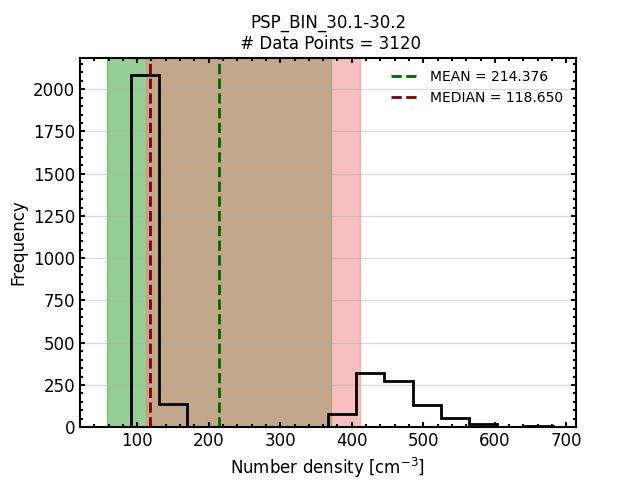 PSP_BIN_30.1-30.2
# Data Points = 3120
MEAN = 214.376
MEDIAN = 118.650
Frequency
2000
1750
1500
1250
1000
750
500
250
0
100 200 300 400 500 600 700
Number density [cm⁻³]